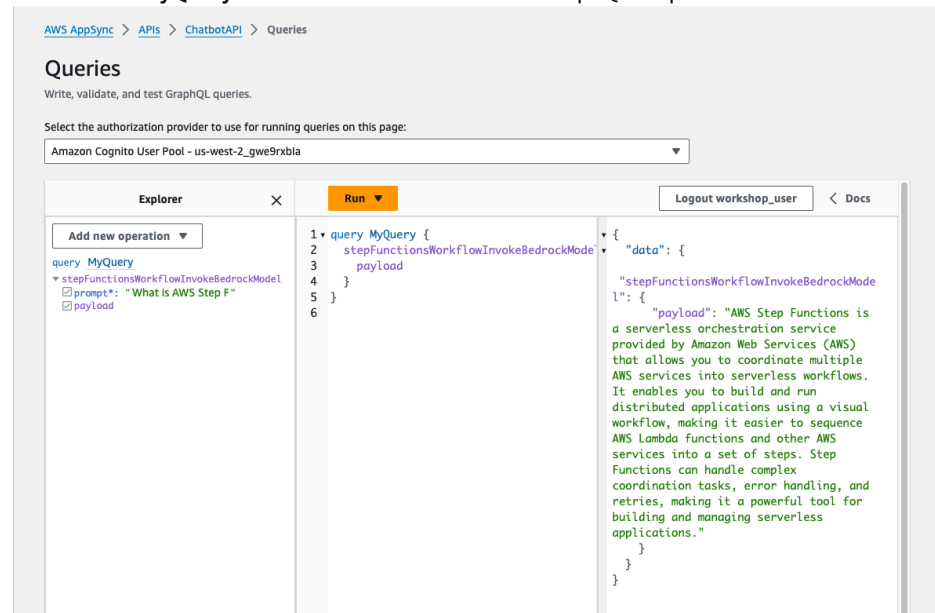 AWS AppSync > APIs > ChatbotAPI > Queries
Queries
Write, validate, and test GraphQL queries.
Select the authorization provider to use for running queries on this page:
Amazon Cognito User Pool - us-west-2_gwe9rxbIa
Explorer
Add new operation
query MyQuery
stepFunctionsWorkflowInvokeBedrockModel
prompt*: "What is AWS Step F"
payload
Run
Logout workshop_user
< Docs
1 query MyQuery {
2 stepFunctionsWorkflowInvokeBedrockModel
3 payload
4 }
5 }
6
{
"data": {
"stepFunctionsWorkflowInvokeBedrockMode
l": {
"payload": "AWS Step Functions is
a serverless orchestration service
provided by Amazon Web Services (AWS)
that allows you to coordinate multiple
AWS services into serverless workflows.
It enables you to build and run
distributed applications using a visual
workflow, making it easier to sequence
AWS Lambda functions and other AWS
services into a set of steps. Step
Functions can handle complex
coordination tasks, error handling, and
retries, making it a powerful tool for
building and managing serverless
applications."
}
}
}